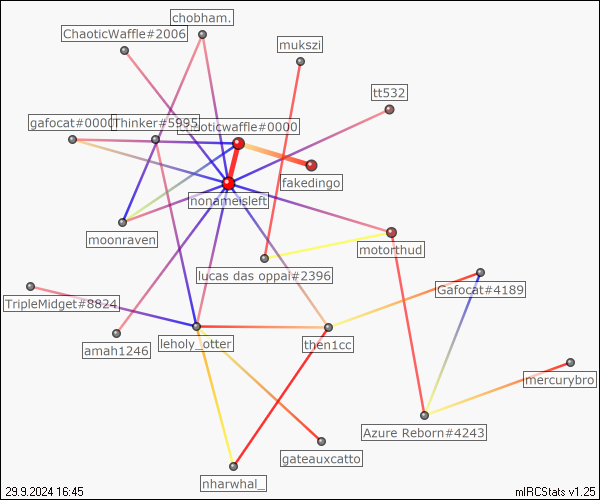 chobham.
ChaoticWaffle#2006
mukszi
tt532
gafocat#0000
Thinker#5995
chaoticwaffle#0000
fakedingo
nonameisleft
moonraven
motorthud
lucas das oppal#2396
Gafocat#4189
TripleMidget#8824
leholy_otter
then1cc
amah1246
mercurybro
Azure Reborn#4243
gateauxcatto
nharwhal_
29.9.2024 16:45
mIRCStats v1.25